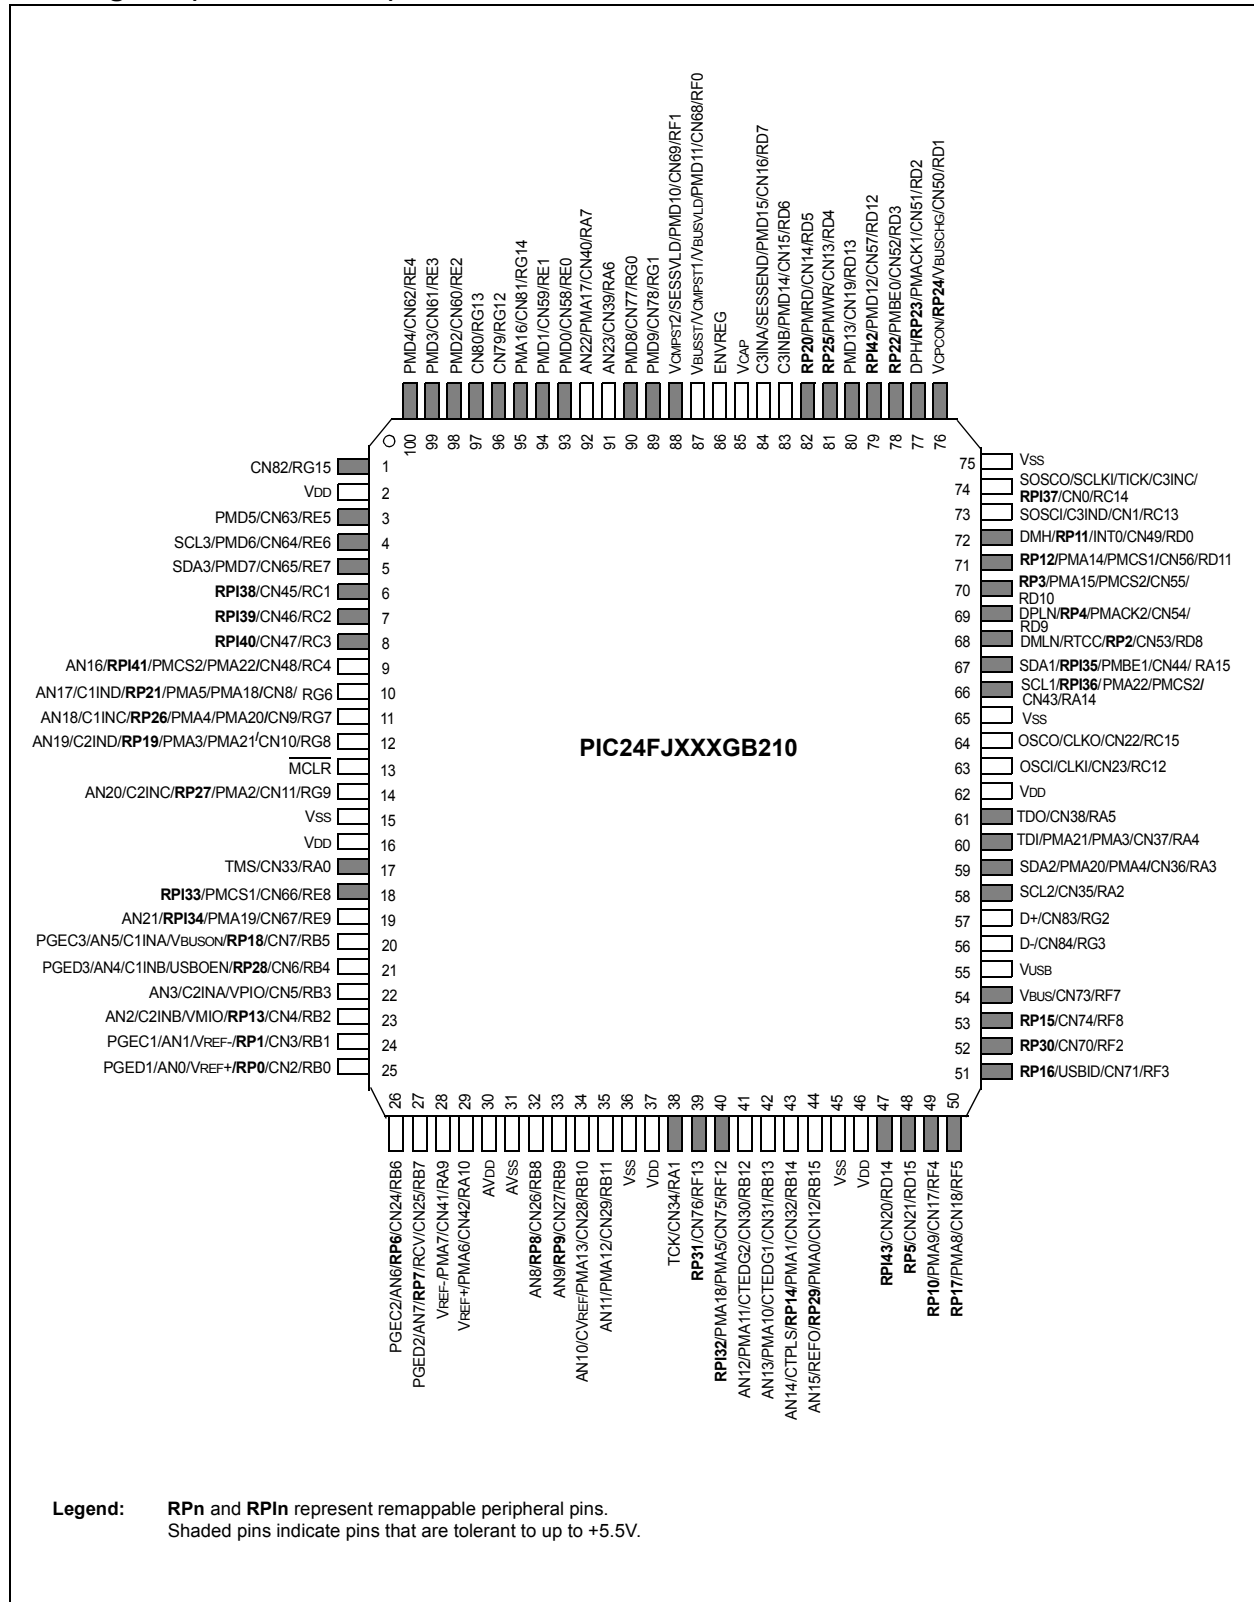 PMD4/CN62/RE4
PMD3/CN61/RE3
PMD2/CN60/RE2
CN80/RG13
CN79/RG12
PMA16/CN81/RG14
PMD1/CN59/RE1
PMD0/CN58/RE0
AN22/PMA17/CN40/RA7
AN23/CN39/RA6
PMD8/CN77/RG0
PMD9/CN78/RG1
VCMPST2/SESSVLD/PMD10/CN69/RF1
VBUSST/VCMPST1/VBUSVLD/PMD11/CN68/RF0
ENVREG
VCAP
C3INA/SESSEND/PMD15/CN16/RD7
C3INB/PMD14/CN15/RD6
RP20/PMRD/CN14/RD5
RP25/PMWR/CN13/RD4
PMD13/CN19/RD13
RPI42/PMD12/CN57/RD12
RP22/PMBE0/CN52/RD3
DPH/RP23/PMACK1/CN51/RD2
VCPCON/RP24/VBUSCHG/CN50/RD1
100
99
98
97
96
95
94
93
92
91
90
89
88
87
86
85
84
83
82
81
80
79
78
77
76
CN82/RG15 1
VDD 2
PMD5/CN63/RE5 3
SCL3/PMD6/CN64/RE6 4
SDA3/PMD7/CN65/RE7 5
RPI38/CN45/RC1 6
RPI39/CN46/RC2 7
RPI40/CN47/RC3 8
AN16/RPI41/PMCS2/PMA22/CN48/RC4 9
AN17/C1IND/RP21/PMA5/PMA18/CN8/ RG6 10
AN18/C1INC/RP26/PMA4/PMA20/CN9/RG7 11
AN19/C2IND/RP19/PMA3/PMA21/CN10/RG8 12
MCLR 13
AN20/C2INC/RP27/PMA2/CN11/RG9 14
VSS 15
VDD 16
TMS/CN33/RA0 17
RPI33/PMCS1/CN66/RE8 18
AN21/RPI34/PMA19/CN67/RE9 19
PGEC3/AN5/C1INA/VBUSON/RP18/CN7/RB5 20
PGED3/AN4/C1INB/USBOEN/RP28/CN6/RB4 21
AN3/C2INA/VPIO/CN5/RB3 22
AN2/C2INB/VMIO/RP13/CN4/RB2 23
PGEC1/AN1/VREF-/RP1/CN3/RB1 24
PGED1/AN0/VREF+/RP0/CN2/RB0 25
PIC24FJXXXGB210
75 VSS
74 SOSCO/SCLKI/TICK/C3INC/
RPI37/CN0/RC14
73 SOSCI/C3IND/CN1/RC13
72 DMH/RP11/INT0/CN49/RD0
71 RP12/PMA14/PMCS1/CN56/RD11
70 RP3/PMA15/PMCS2/CN55/
RD10
69 DPLN/RP4/PMACK2/CN54/
RD9
68 DMLN/RTCC/RP2/CN53/RD8
67 SDA1/RPI35/PMBE1/CN44/ RA15
66 SCL1/RPI36/PMA22/PMCS2/
CN43/RA14
65 VSS
64 OSCO/CLKO/CN22/RC15
63 OSCI/CLKI/CN23/RC12
62 VDD
61 TDO/CN38/RA5
60 TDI/PMA21/PMA3/CN37/RA4
59 SDA2/PMA20/PMA4/CN36/RA3
58 SCL2/CN35/RA2
57 D+/CN83/RG2
56 D-/CN84/RG3
55 VUSB
54 VBUS/CN73/RF7
53 RP15/CN74/RF8
52 RP30/CN70/RF2
51 RP16/USBID/CN71/RF3
26
27
28
29
30
31
32
33
34
35
36
37
38
39
40
41
42
43
44
45
46
47
48
49
50
PGEC2/AN6/RP6/CN24/RB6
PGED2/AN7/RP7/RCV/CN25/RB7
VREF-/PMA7/CN41/RA9
VREF+/PMA6/CN42/RA10
AVDD
AVSS
AN8/RP8/CN26/RB8
AN9/RP9/CN27/RB9
AN10/CVREF/PMA13/CN28/RB10
AN11/PMA12/CN29/RB11
VSS
VDD
TCK/CN34/RA1
RP31/CN76/RF13
RPI32/PMA18/PMA5/CN75/RF12
AN12/PMA11/CTEDG2/CN30/RB12
AN13/PMA10/CTEDG1/CN31/RB13
AN14/CTPLS/RP14/PMA1/CN32/RB14
AN15/REFO/RP29/PMA0/CN12/RB15
VSS
VDD
RPI43/CN20/RD14
RP5/CN21/RD15
RP10/PMA9/CN17/RF4
RP17/PMA8/CN18/RF5
Legend: RPn and RPIn represent remappable peripheral pins.
Shaded pins indicate pins that are tolerant to up to +5.5V.